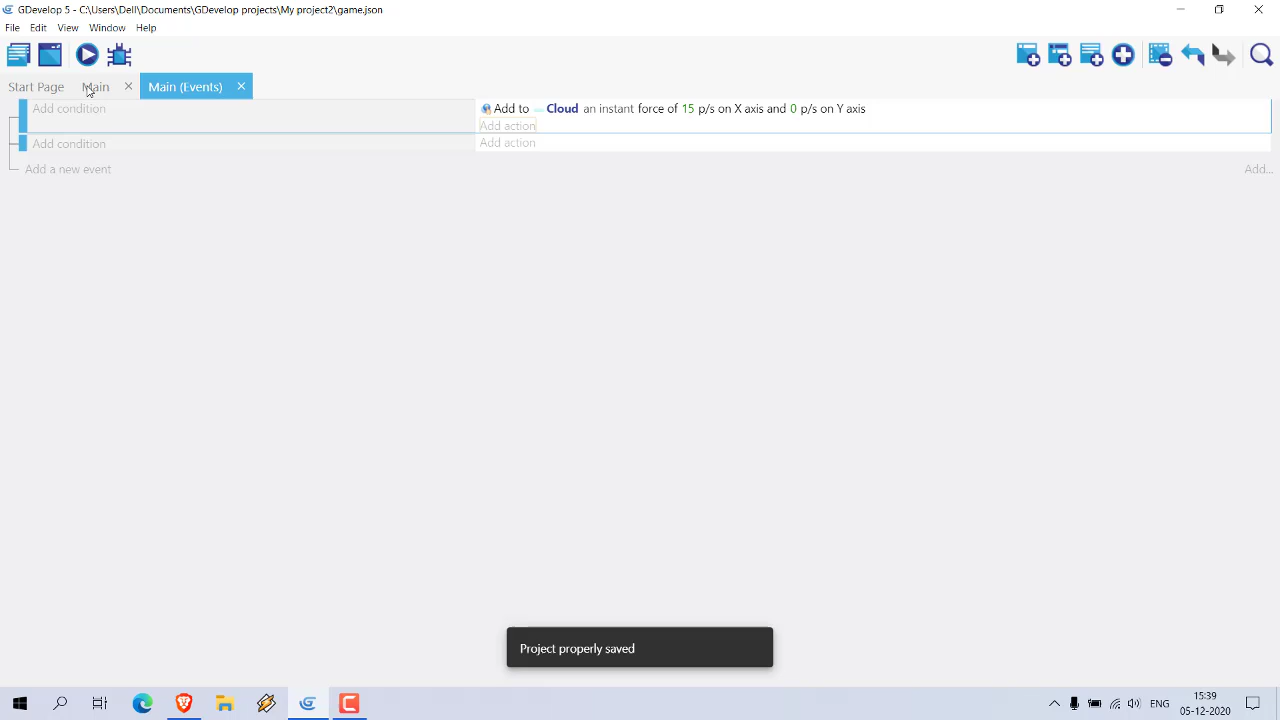 GDevelop 5 - C:\Users\Dell\Documents\GDevelop projects\My project2\game.json
File Edit View Window Help
Start Page Main × Main (Events) ×
Add condition
Add to Cloud an instant force of 15 p/s on X axis and 0 p/s on Y axis
Add action
Add condition
Add action
Add a new event
Add...
Project properly saved
ENG
15:39
05-12-2020